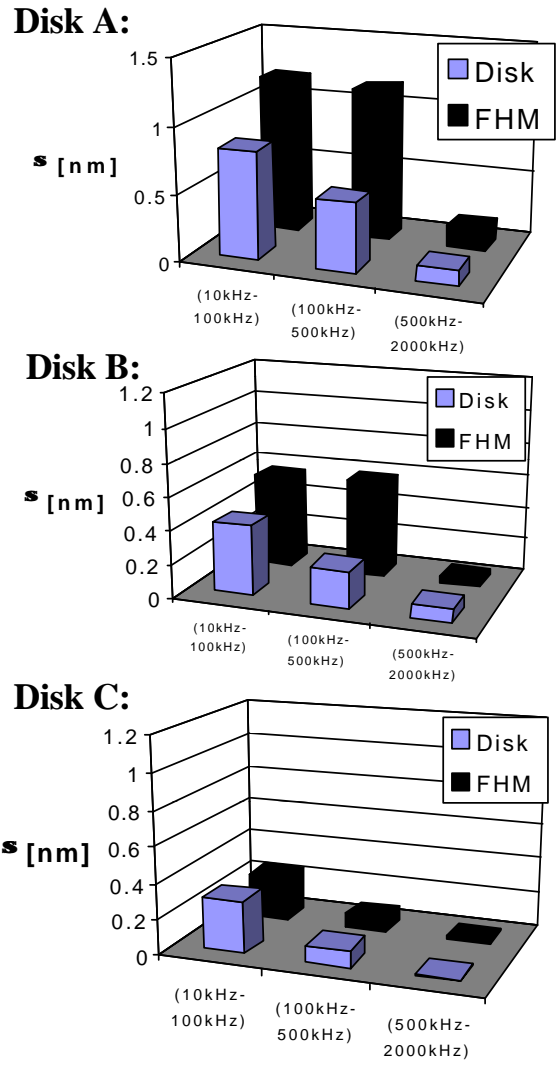 Disk A:
1.5
1
0.5
0
s [nm]
Disk
FHM
(10kHz-
100kHz)
(100kHz-
500kHz)
(500kHz-
2000kHz)
Disk B:
1.2
1
0.8
0.6
0.4
0.2
0
s [nm]
Disk
FHM
(10kHz-
100kHz)
(100kHz-
500kHz)
(500kHz-
2000kHz)
Disk C:
1.2
1
0.8
0.6
0.4
0.2
0
s [nm]
Disk
FHM
(10kHz-
100kHz)
(100kHz-
500kHz)
(500kHz-
2000kHz)